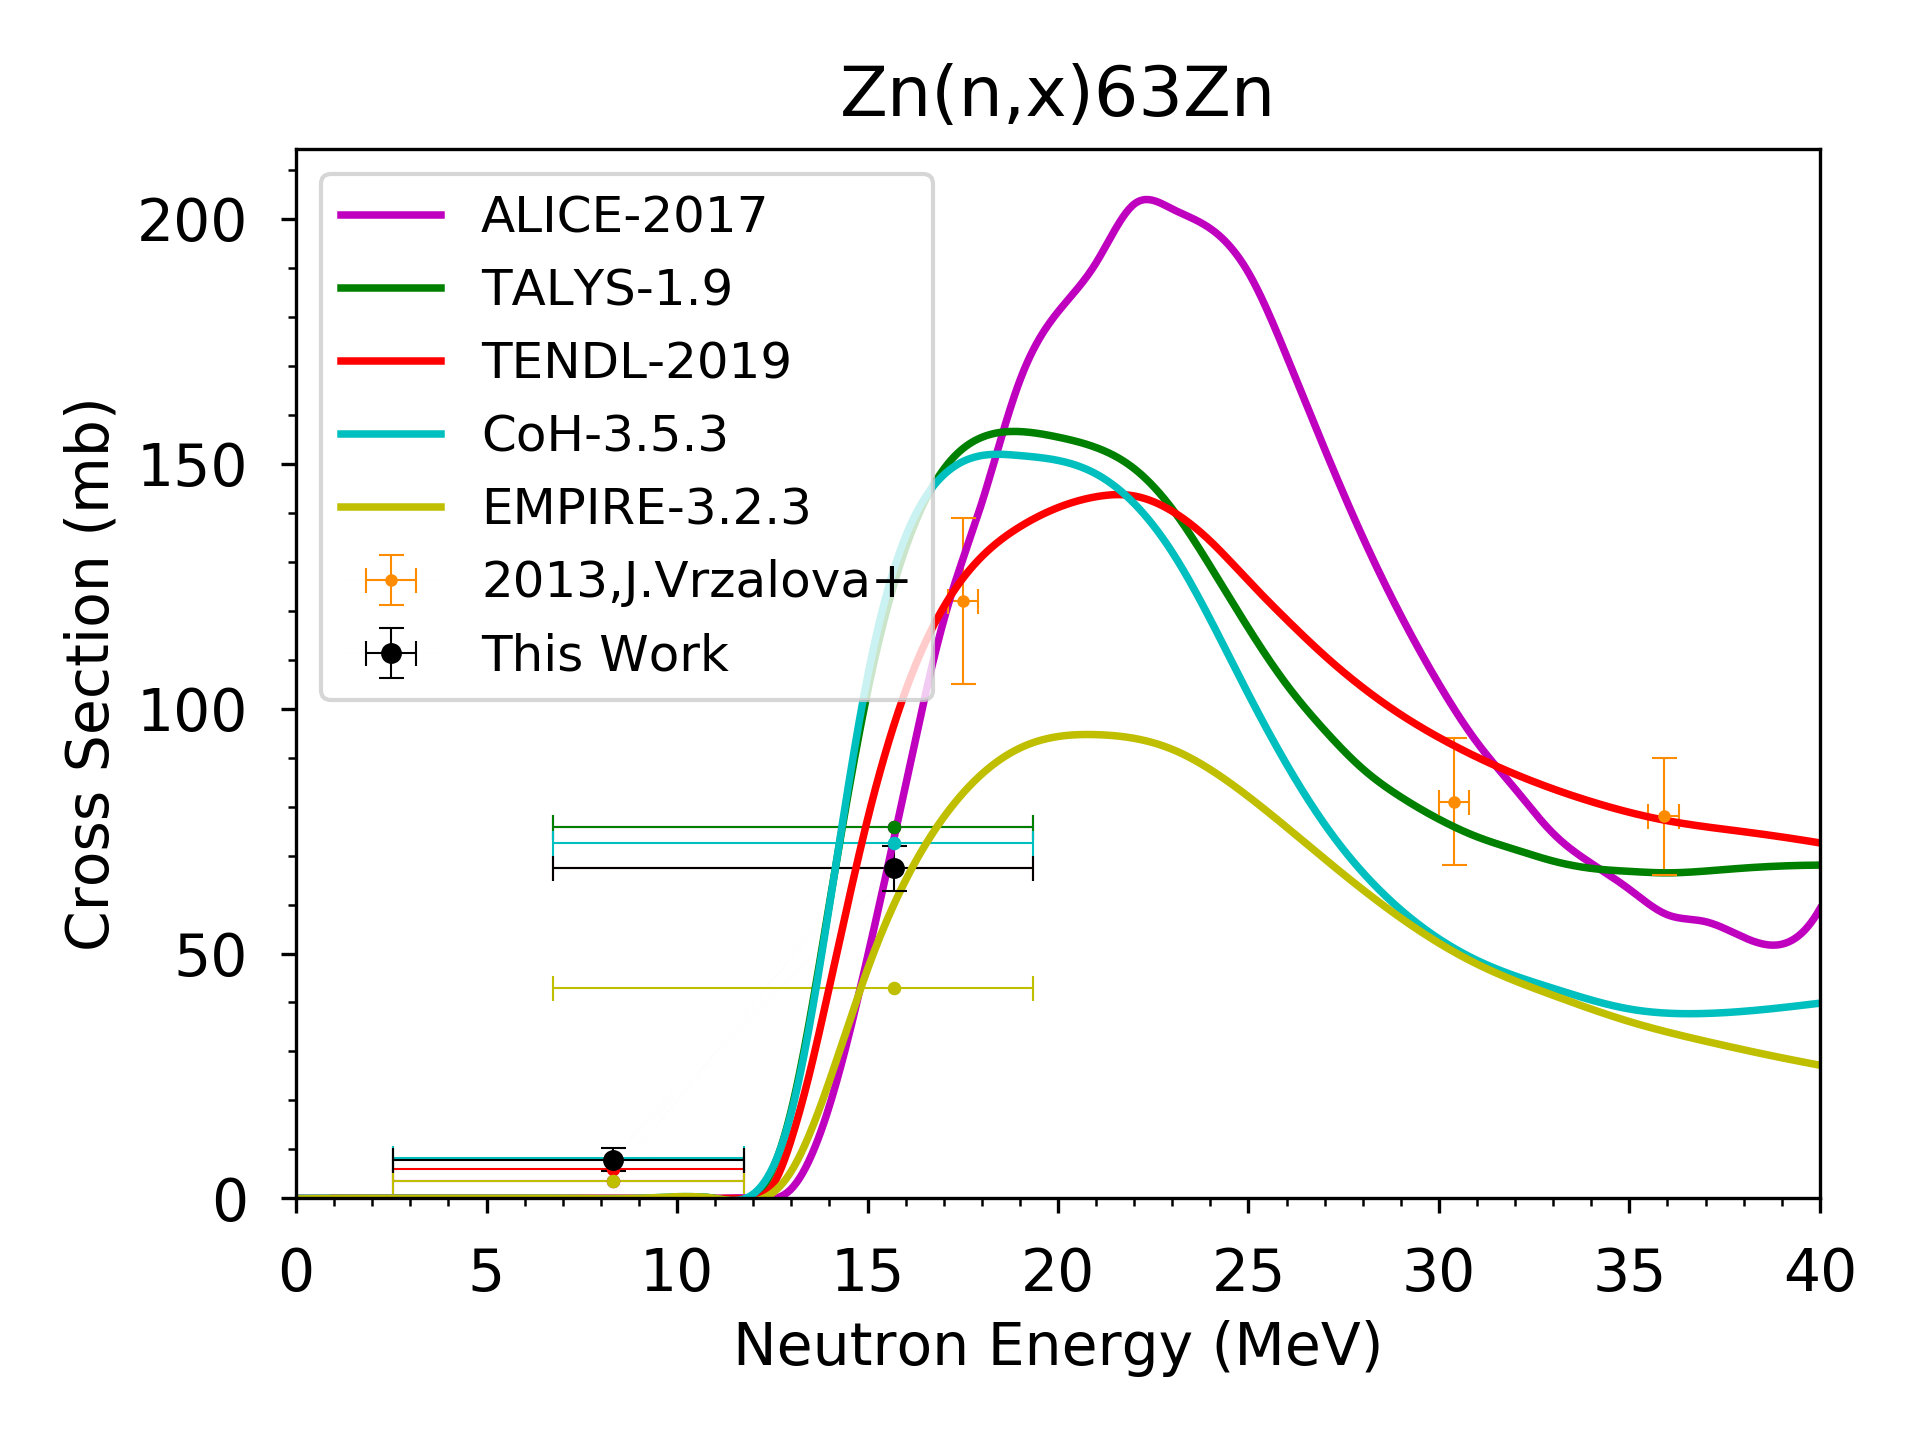 Zn(n,x)63Zn
ALICE-2017
TALYS-1.9
TENDL-2019
CoH-3.5.3
EMPIRE-3.2.3
2013,J.Vrzalova+
This Work
Cross Section (mb)
200
150
100
50
0
0 5 10 15 20 25 30 35 40
Neutron Energy (MeV)